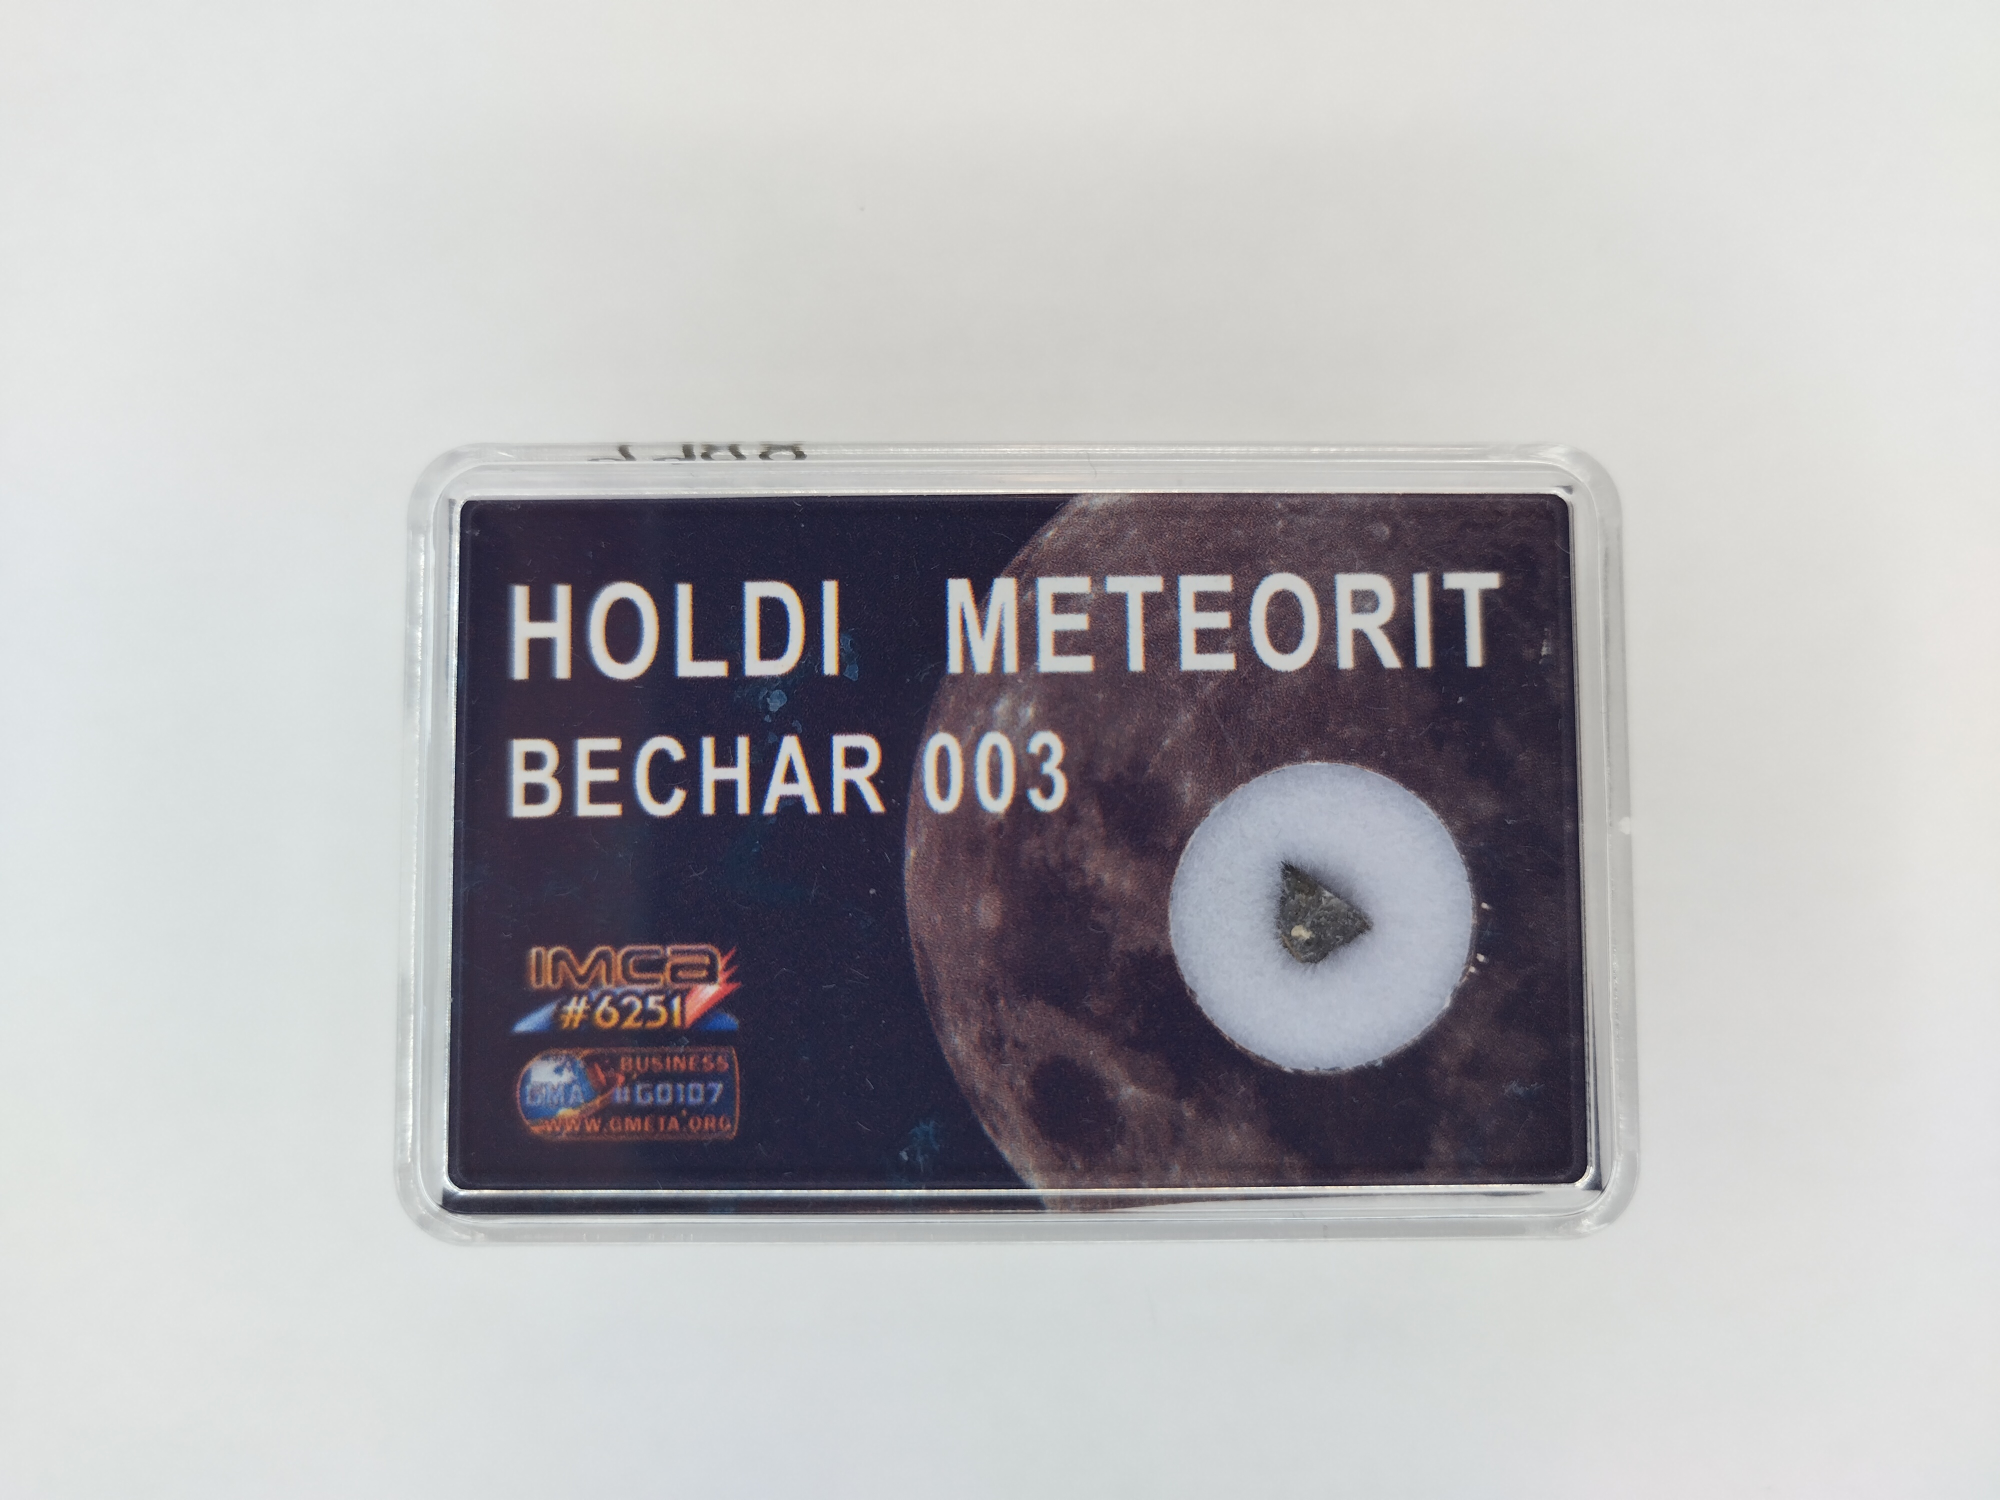 HOLDI METEORIT
BECHAR 003
IMCA
#6251
BUSINESS
GMA #G0107
WWW.GMETA.ORG